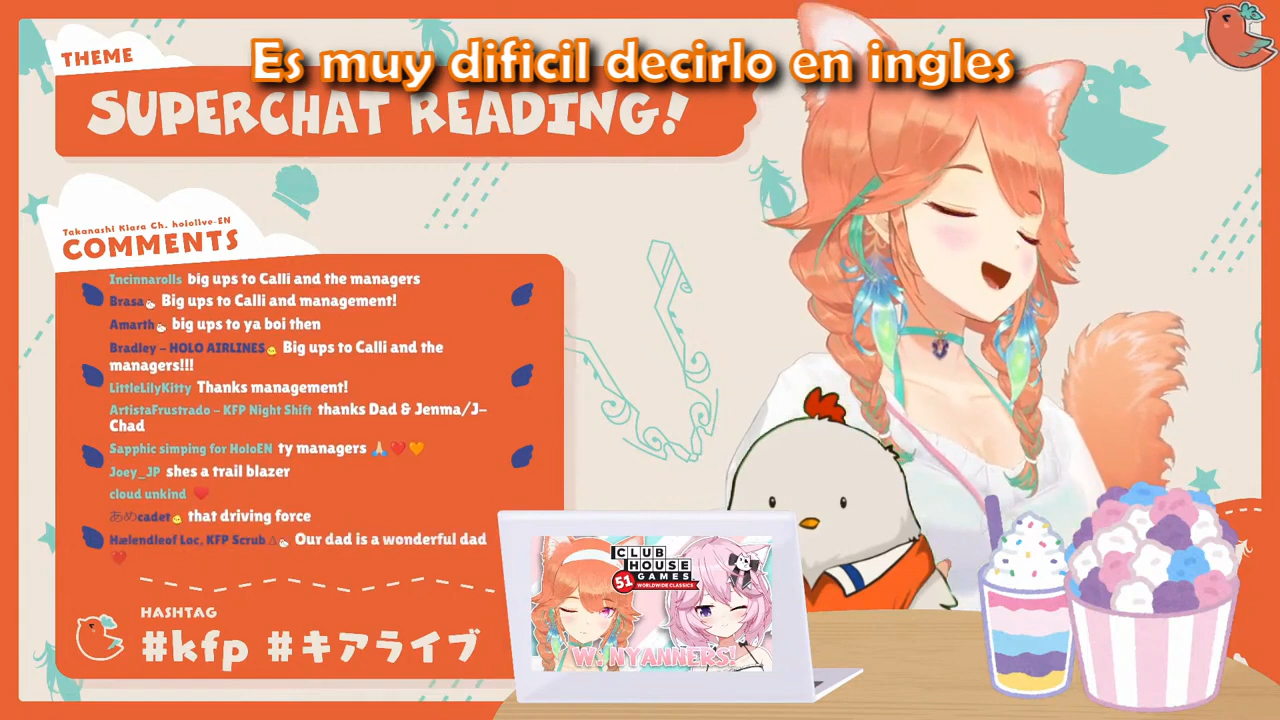 Es muy dificil decirlo en ingles
THEME
SUPERCHAT READING!
Takanashi Kiara Ch. hololive-EN
COMMENTS
Incinnarolls big ups to Calli and the managers
Brasa Big ups to Calli and management!
Amarth big ups to ya boi then
Bradley - HOLO AIRLINES Big ups to Calli and the
managers!!!
LittleLilyKitty Thanks management!
ArtistaFrustrado - KFP Night Shift thanks Dad & Jenma/J-
Chad
Sapphic simping for HoloEN ty managers 🙏❤️🧡
Joey_JP shes a trail blazer
cloud unkind ❤️
あめcadet that driving force
Hælendleof Loc, KFP Scrub Our dad is a wonderful dad
❤️
HASHTAG
#kfp #キアライブ
CLUB
HOUSE
GAMES
51 WORLDWIDE CLASSICS
W: NYANNERS!